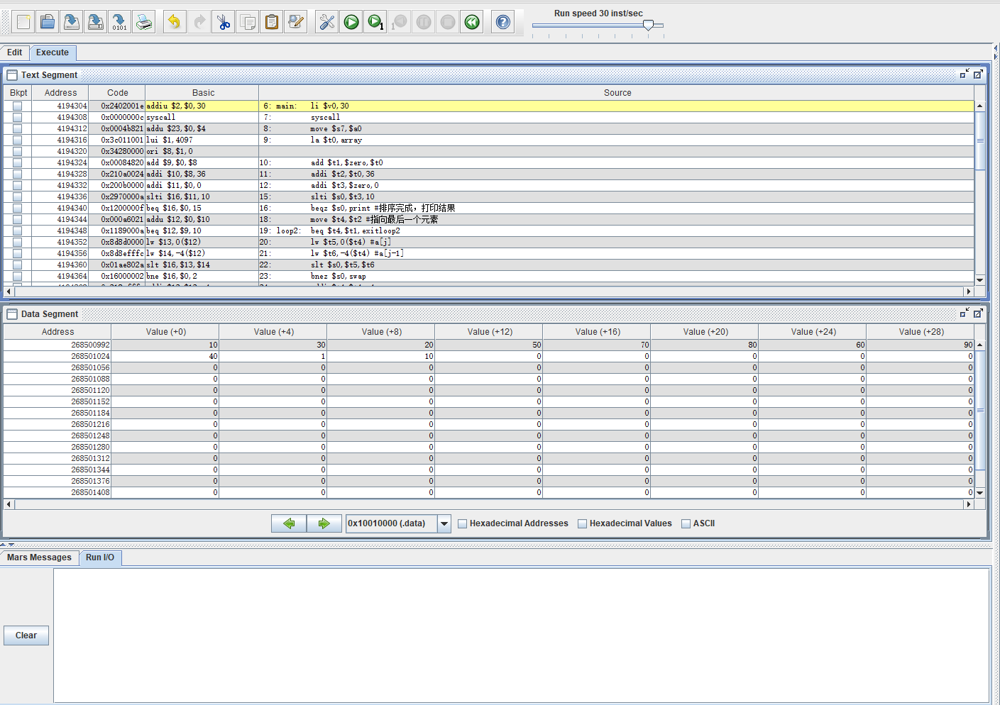 Run speed 30 inst/sec
Edit Execute
Text Segment
Bkpt Address Code Basic Source
4194304 0x2402001e addiu $2,$0,30 6: main: li $v0,30
4194308 0x0000000c syscall 7: syscall
4194312 0x0004b821 addu $23,$0,$4 8: move $s7,$a0
4194316 0x3c011001 lui $1,4097 9: la $t0,array
4194320 0x34280000 ori $8,$1,0
4194324 0x00084820 add $9,$0,$8 10: add $t1,$zero,$t0
4194328 0x210a0024 addi $10,$8,36 11: addi $t2,$t0,36
4194332 0x200b0000 addi $11,$0,0 12: addi $t3,$zero,0
4194336 0x2970000a slti $16,$11,10 15: slti $s0,$t3,10
4194340 0x1200000f beq $16,$0,15 16: beqz $s0,print #排序完成，打印结果
4194344 0x000a6021 addu $12,$0,$10 18: move $t4,$t2 #指向最后一个元素
4194348 0x1189000a beq $12,$9,10 19: loop2: beq $t4,$t1,exitloop2
4194352 0x8d8d0000 lw $13,0($12) 20: lw $t5,0($t4) #a[j]
4194356 0x8d8efffc lw $14,-4($12) 21: lw $t6,-4($t4) #a[j-1]
4194360 0x01ae802a slt $16,$13,$14 22: slt $s0,$t5,$t6
4194364 0x16000002 bne $16,$0,2 23: bnez $s0,swap
Data Segment
Address Value (+0) Value (+4) Value (+8) Value (+12) Value (+16) Value (+20) Value (+24) Value (+28)
268500992 10 30 20 50 70 80 60 90
268501024 40 1 10 0 0 0 0 0
268501056 0 0 0 0 0 0 0 0
268501088 0 0 0 0 0 0 0 0
268501120 0 0 0 0 0 0 0 0
268501152 0 0 0 0 0 0 0 0
268501184 0 0 0 0 0 0 0 0
268501216 0 0 0 0 0 0 0 0
268501248 0 0 0 0 0 0 0 0
268501280 0 0 0 0 0 0 0 0
268501312 0 0 0 0 0 0 0 0
268501344 0 0 0 0 0 0 0 0
268501376 0 0 0 0 0 0 0 0
268501408 0 0 0 0 0 0 0 0
0x10010000 (.data) Hexadecimal Addresses Hexadecimal Values ASCII
Mars Messages Run I/O
Clear